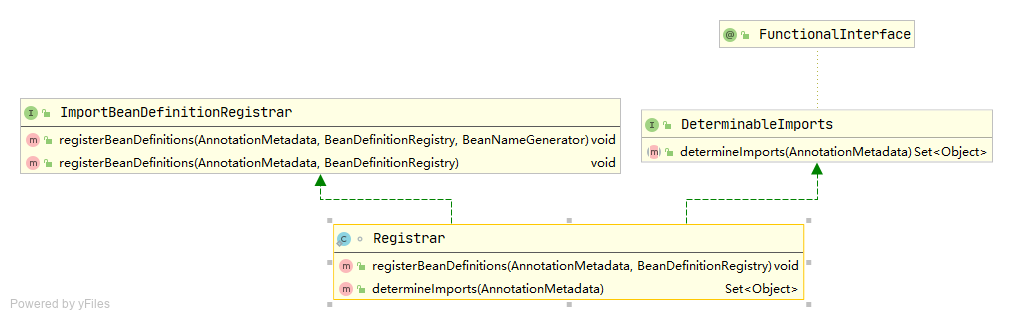 FunctionalInterface
ImportBeanDefinitionRegistrar
registerBeanDefinitions(AnnotationMetadata, BeanDefinitionRegistry, BeanNameGenerator) void
registerBeanDefinitions(AnnotationMetadata, BeanDefinitionRegistry) void
DeterminableImports
determineImports(AnnotationMetadata) Set<Object>
Registrar
registerBeanDefinitions(AnnotationMetadata, BeanDefinitionRegistry) void
determineImports(AnnotationMetadata) Set<Object>
Powered by yFiles